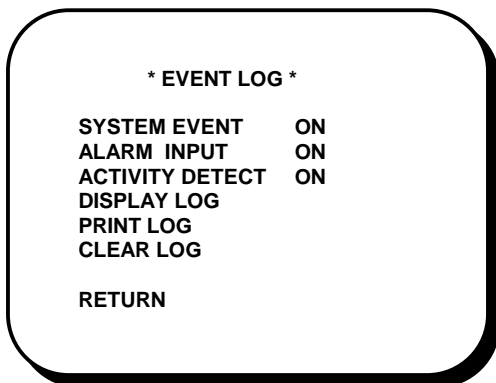 * EVENT LOG *
SYSTEM EVENT ON
ALARM INPUT ON
ACTIVITY DETECT ON
DISPLAY LOG
PRINT LOG
CLEAR LOG
RETURN